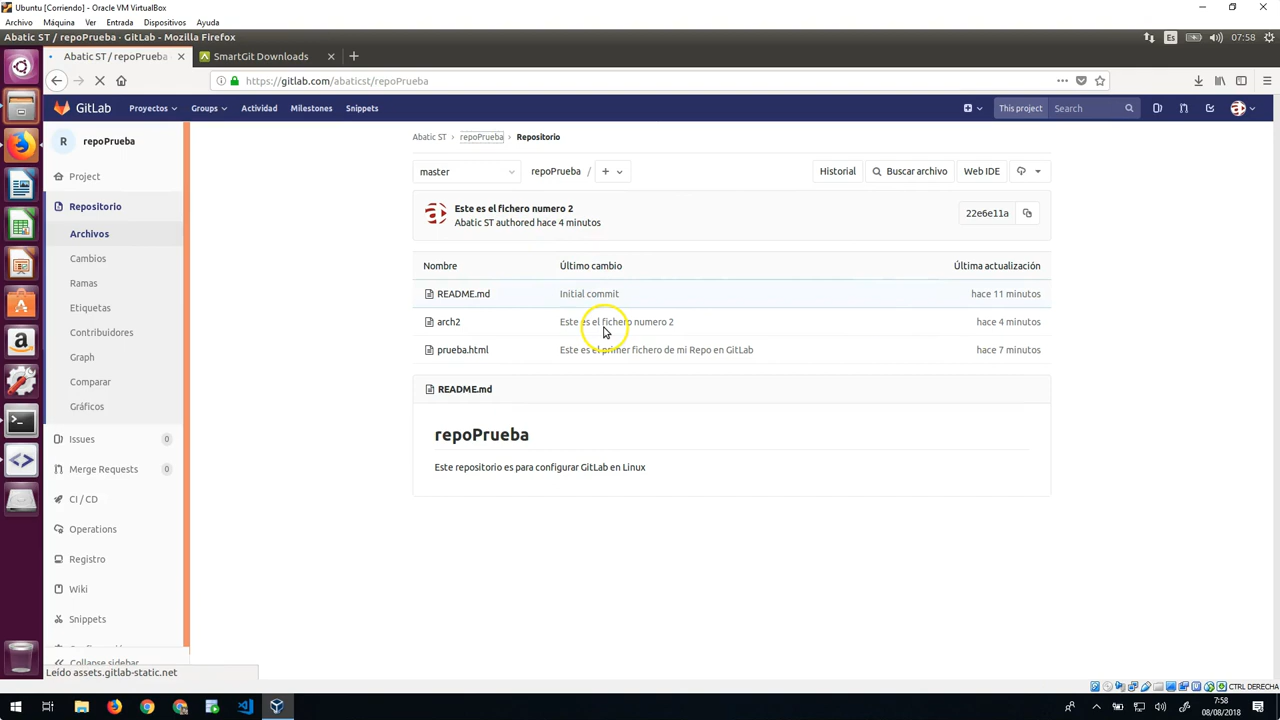 Ubuntu [Corriendo] - Oracle VM VirtualBox
Archivo Máquina Ver Entrada Dispositivos Ayuda
Abatic ST / repoPrueba · GitLab - Mozilla Firefox
Es
07:58
Abatic ST / repoPrueba
SmartGit Downloads
https://gitlab.com/abaticst/repoPrueba
GitLab Proyectos Groups Actividad Milestones Snippets
This project Search
R repoPrueba
Abatic ST > repoPrueba > Repositorio
master repoPrueba / +
Historial Buscar archivo Web IDE
Project
Repositorio
Archivos
Cambios
Ramas
Etiquetas
Contribuidores
Graph
Comparar
Gráficos
Issues 0
Merge Requests 0
CI / CD
Operations
Registro
Wiki
Snippets
Collapse sidebar
Este es el fichero numero 2
Abatic ST authored hace 4 minutos
22e6e11a
Nombre Último cambio Última actualización
README.md Initial commit hace 11 minutos
arch2 Este es el fichero numero 2 hace 4 minutos
prueba.html Este es el primer fichero de mi Repo en GitLab hace 7 minutos
README.md
repoPrueba
Este repositorio es para configurar GitLab en Linux
Leído assets.gitlab-static.net
CTRL DERECHA
7:58
08/08/2018